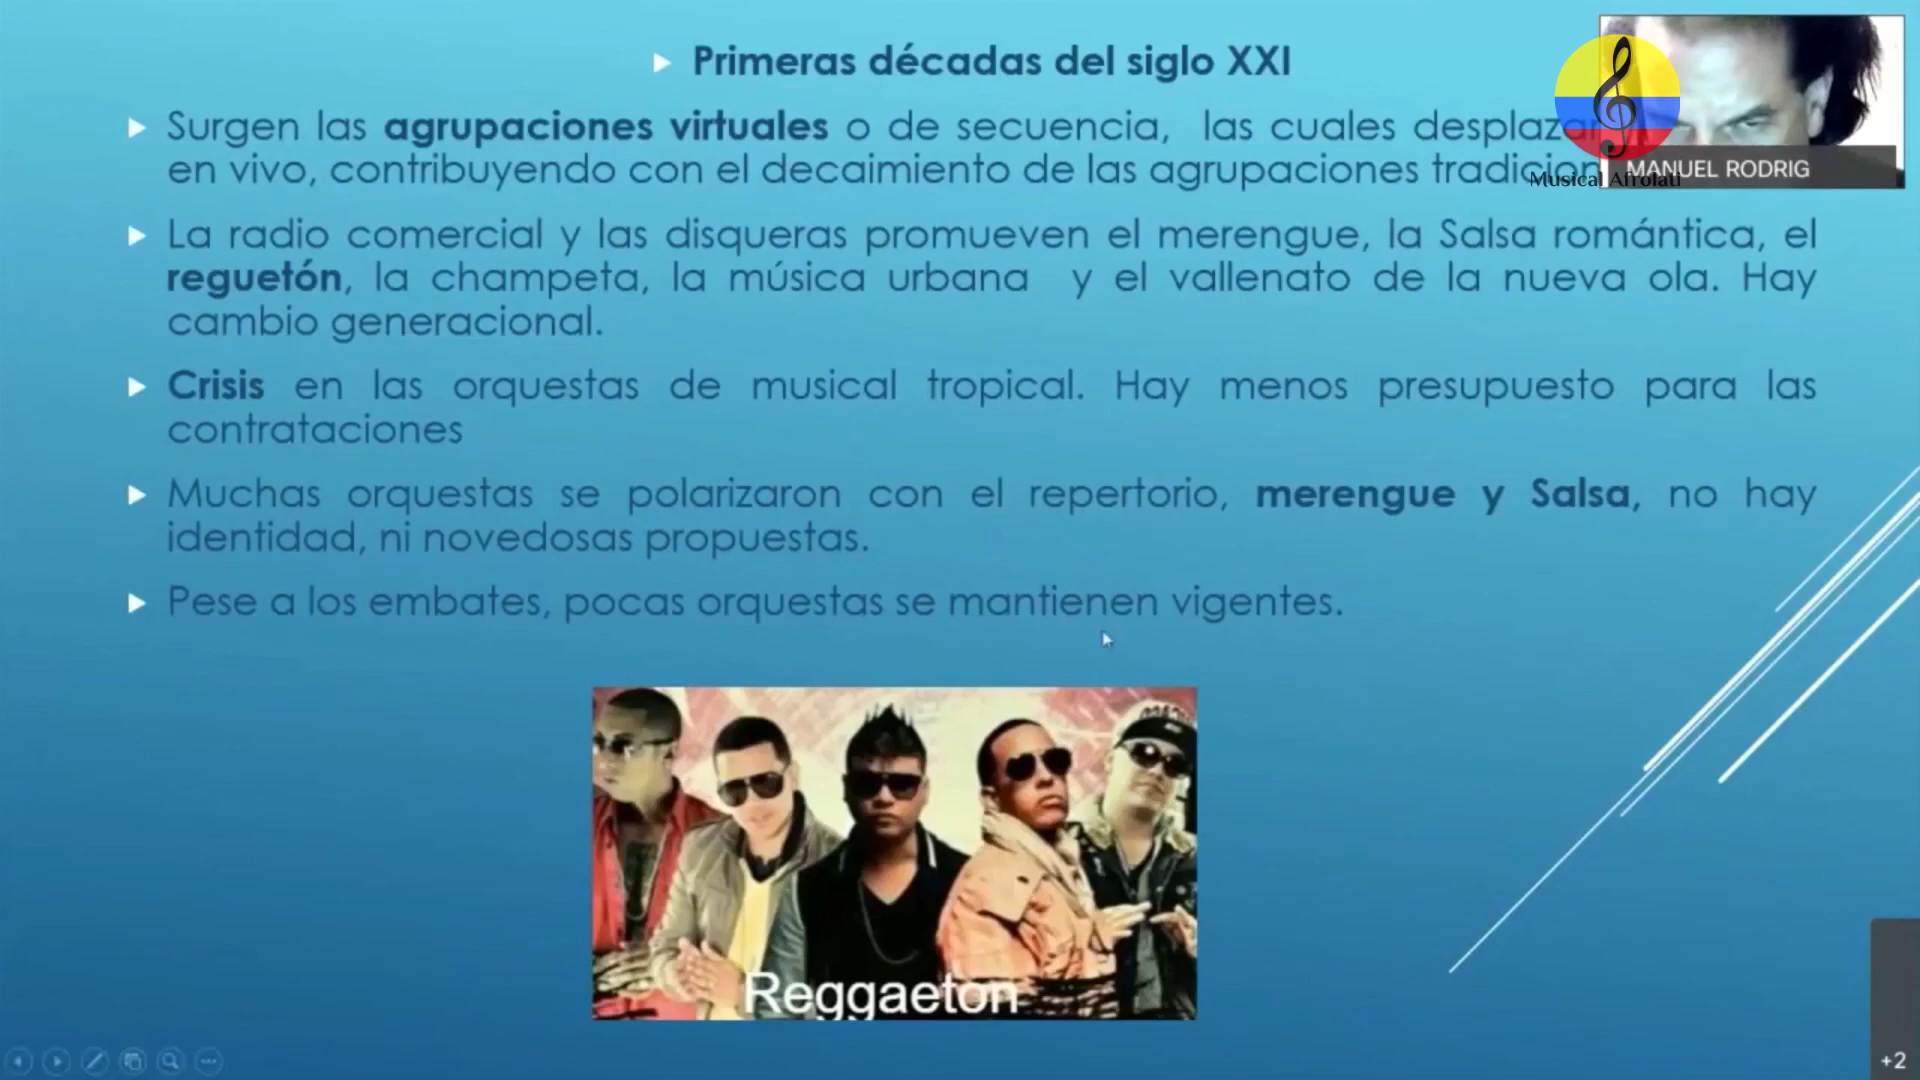 Primeras décadas del siglo XXI
Surgen las agrupaciones virtuales o de secuencia, las cuales
en vivo, contribuyendo con el decaimiento de las agrupaciones
La radio comercial y las disqueras promueven el merengue, la Salsa romántica, el
reguetón, la champeta, la música urbana y el vallenato de la nueva ola. Hay
cambio generacional.
Crisis en las orquestas de musical tropical. Hay menos presupuesto para las
contrataciones
Muchas orquestas se polarizaron con el repertorio, merengue y Salsa, no hay
identidad, ni novedosas propuestas.
Pese a los embates, pocas orquestas se mantienen vigentes.
Reggaeton
MANUEL RODRIG
Musical Afrolati
+2